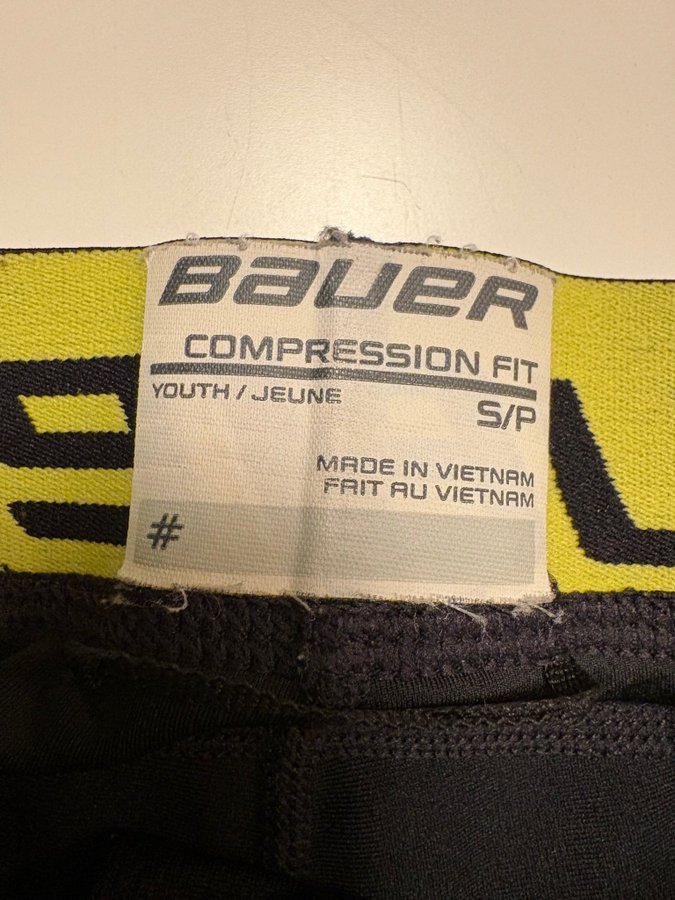 BAUER
COMPRESSION FIT
YOUTH / JEUNE
S/P
MADE IN VIETNAM
FAIT AU VIETNAM
#